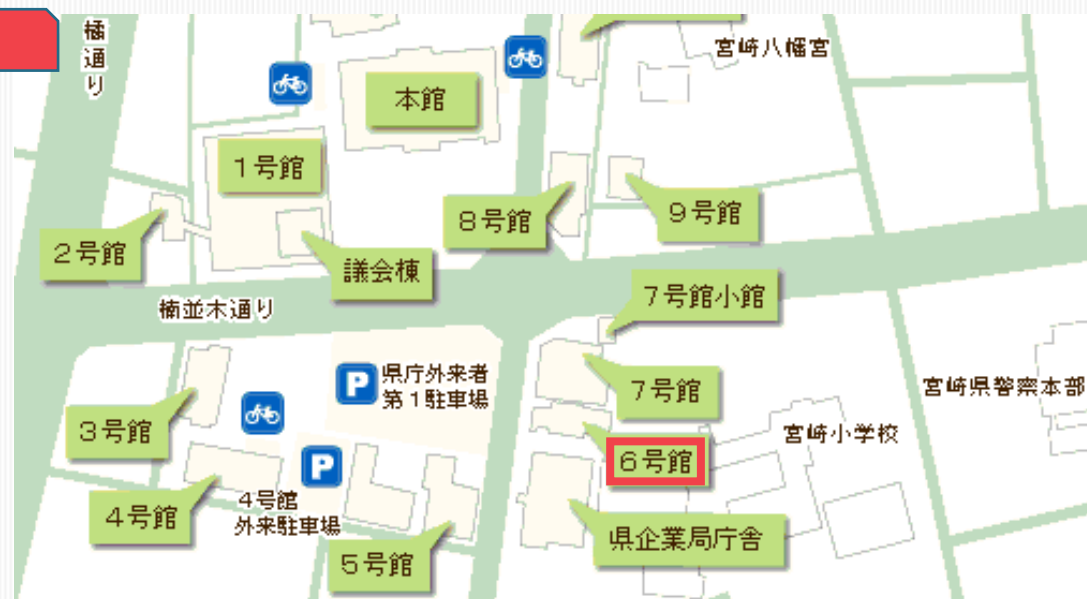 橘通り
宮崎八幡宮
本館
1号館
8号館
9号館
2号館
議会棟
7号館小館
楠並木通り
P
県庁外来者
第1駐車場
7号館
宮崎県警察本部
3号館
宮崎小学校
6号館
P
4号館
外来駐車場
4号館
県企業局庁舎
5号館